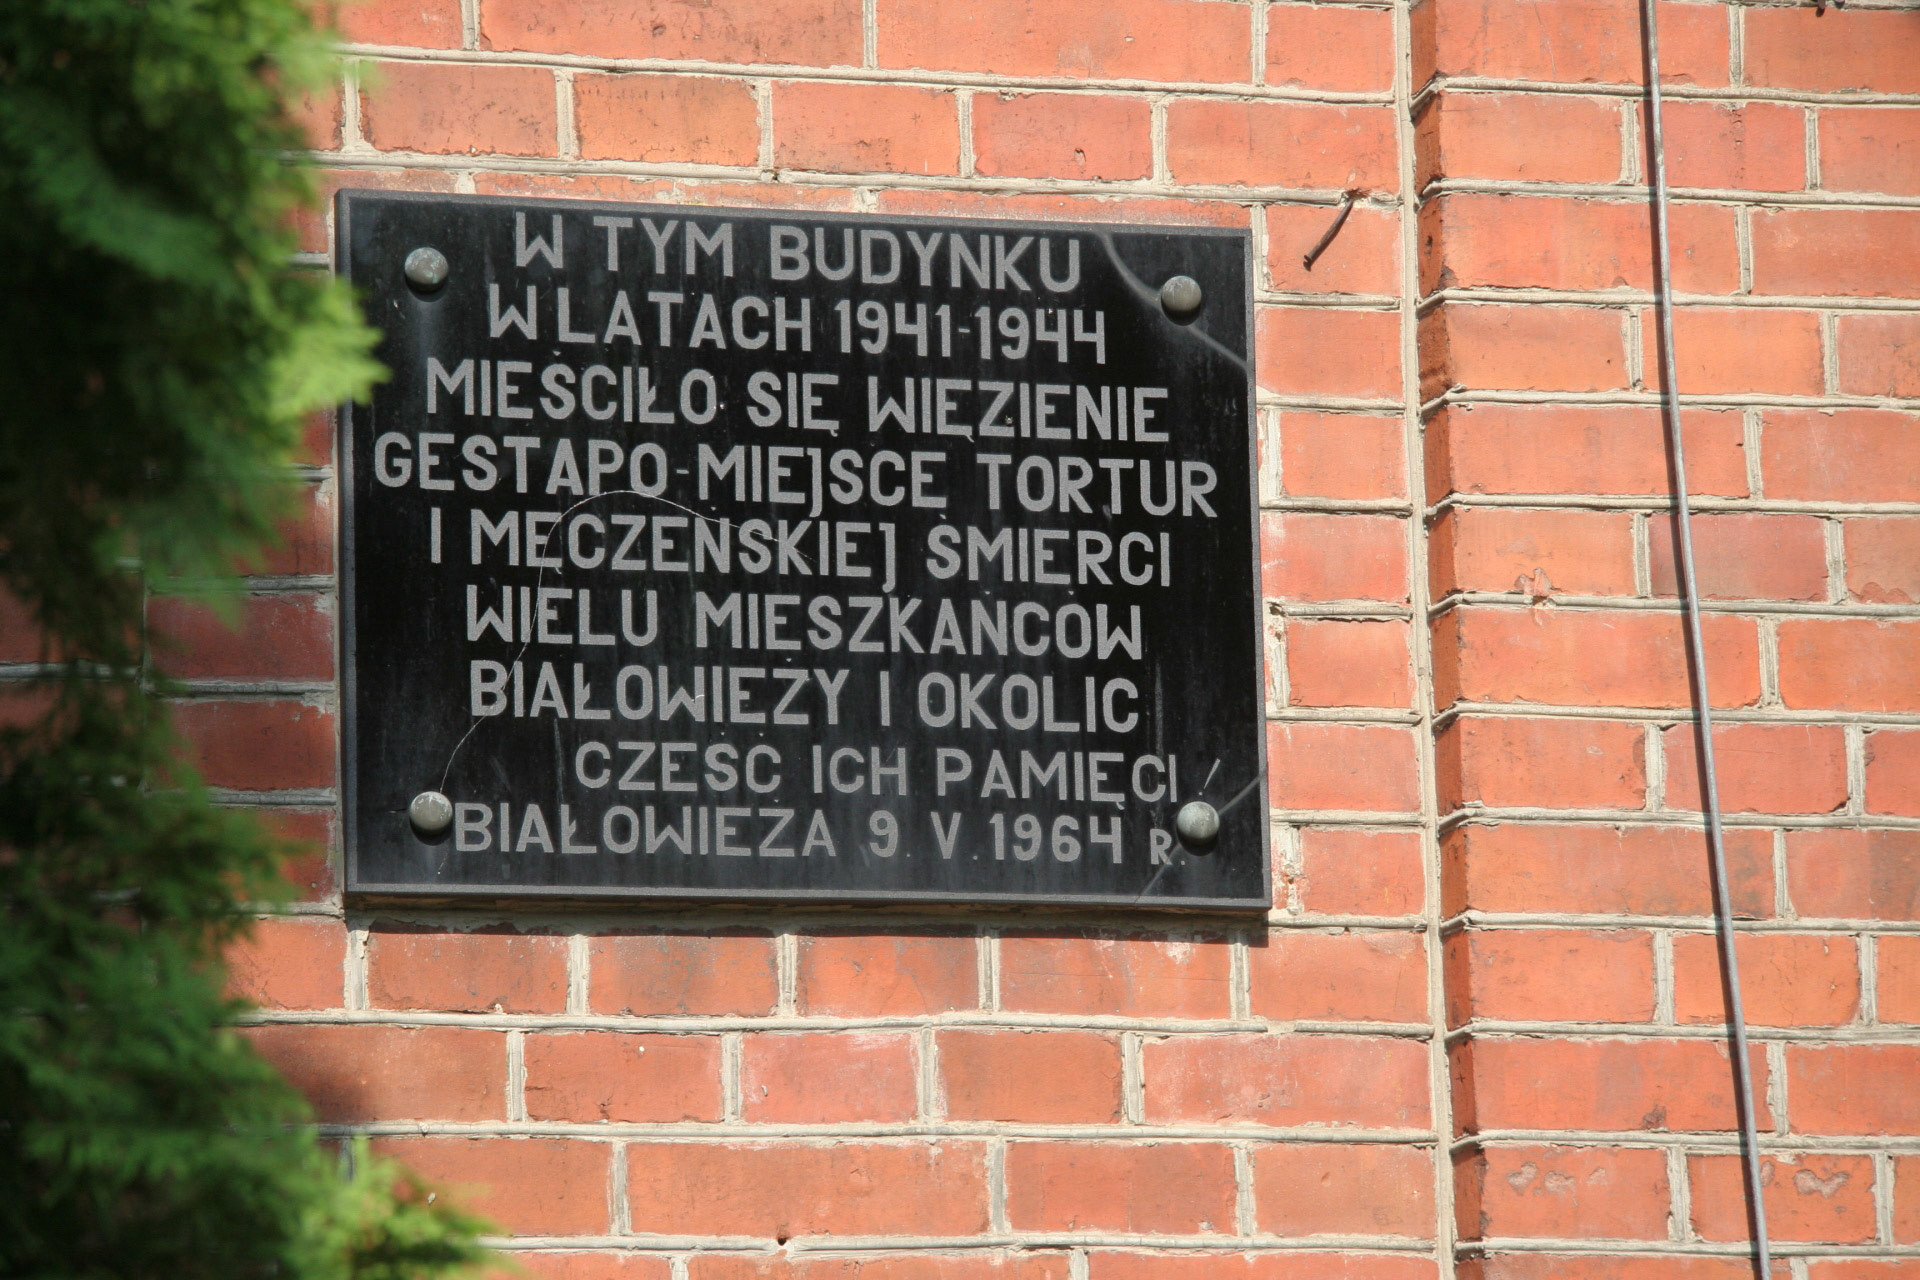 W TYM BUDYNKU
W LATACH 1941-1944
MIEŚCIŁO SIĘ WIĘZIENIE
GESTAPO-MIEJSCE TORTUR
I MĘCZEŃSKIEJ ŚMIERCI
WIELU MIESZKAŃCÓW
BIAŁOWIEŻY I OKOLIC
CZEŚĆ ICH PAMIĘCI
BIAŁOWIEŻA 9. V. 1964 R.